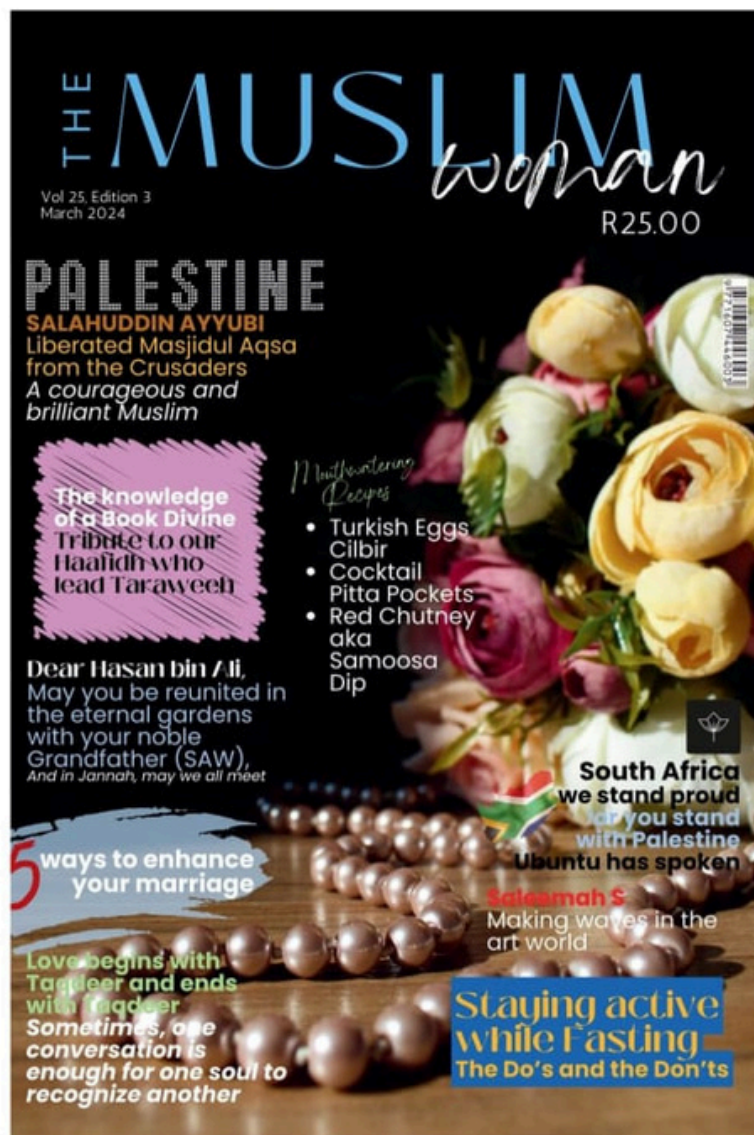 THE MUSLIM
woman
Vol 25, Edition 3
March 2024
R25.00
PALESTINE
SALAHUDDIN AYYUBI
Liberated Masjidul Aqsa
from the Crusaders
A courageous and
brilliant Muslim
The knowledge
of a Book Divine
Tribute to our
Haafidh who
lead Taraweeh
Mouthwatering
Recipes
• Turkish Eggs
Cilbir
• Cocktail
Pitta Pockets
• Red Chutney
aka
Samoosa
Dip
Dear Hasan bin Ali,
May you be reunited in
the eternal gardens
with your noble
Grandfather (SAW),
And in Jannah, may we all meet
South Africa
we stand proud
for you stand
with Palestine
Ubuntu has spoken
5 ways to enhance
your marriage
Saleemah S
Making waves in the
art world
Love begins with
Taqdeer and ends
with Taqdeer
Sometimes, one
conversation is
enough for one soul to
recognize another
Staying active
while Fasting
The Do's and the Don'ts